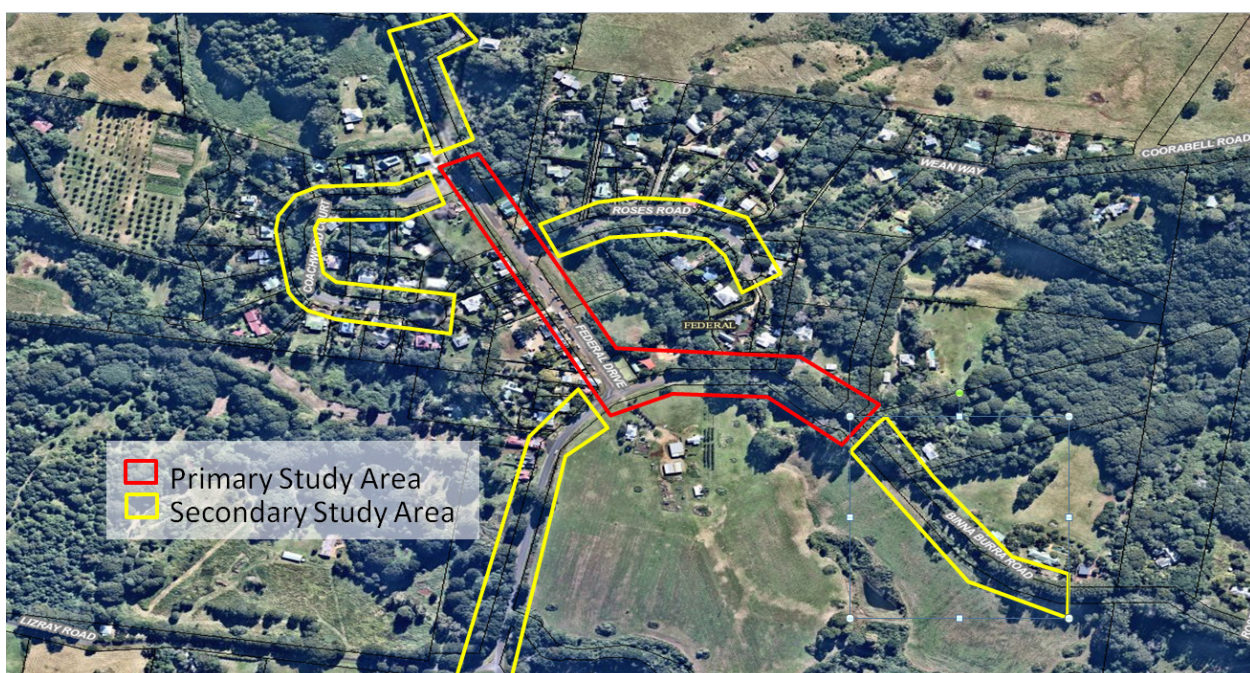 COORABELL ROAD
WEAN WAY
ROSES ROAD
COACHWOOD COURT
FEDERAL
FEDERAL DRIVE
Primary Study Area
Secondary Study Area
BINNA BURRA ROAD
LIZRAY ROAD